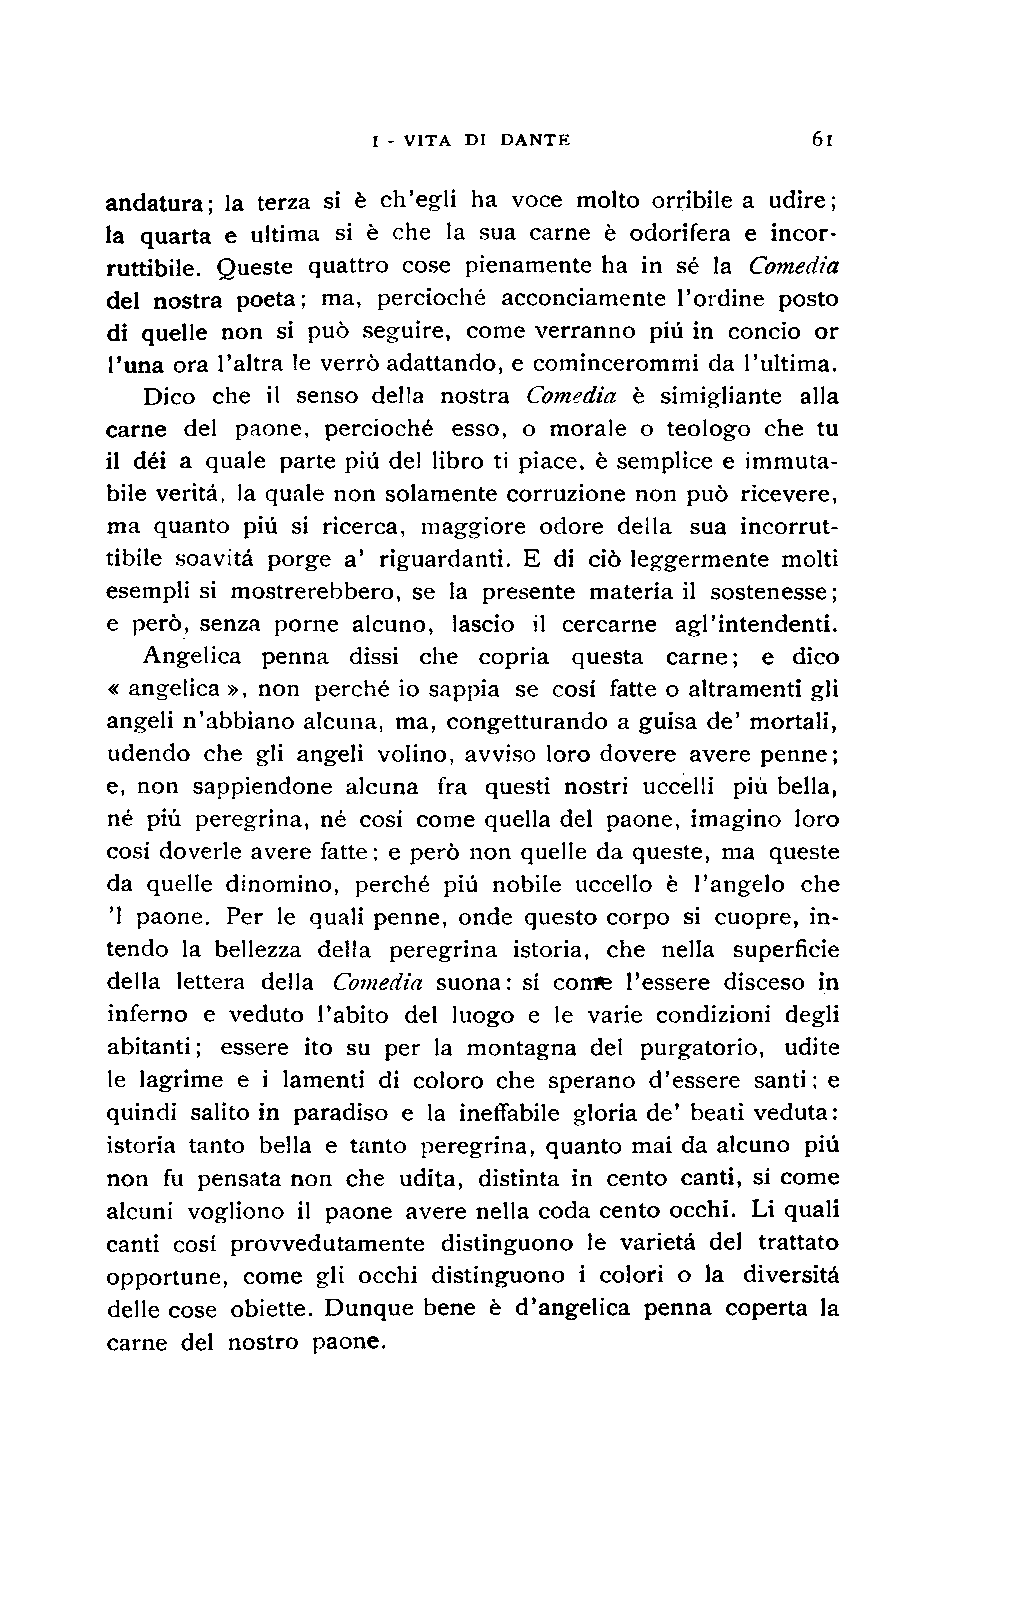 I - VITA DI DANTE 61
andatura; la terza si è ch'egli ha voce molto orribile a udire;
la quarta e ultima si è che la sua carne è odorifera e incor-
ruttibile. Queste quattro cose pienamente ha in sé la Comedia
del nostra poeta; ma, percioché acconciamente l'ordine posto
di quelle non si può seguire, come verranno piú in concio or
l'una ora l'altra le verrò adattando, e comincerommi da l'ultima.
Dico che il senso della nostra Comedia è simigliante alla
carne del paone, percioché esso, o morale o teologo che tu
il déi a quale parte piú del libro ti piace, è semplice e immuta-
bile veritá, la quale non solamente corruzione non può ricevere,
ma quanto piú si ricerca, maggiore odore della sua incorrut-
tibile soavitá porge a' riguardanti. E di ciò leggermente molti
esempli si mostrerebbero, se la presente materia il sostenesse;
e però, senza porne alcuno, lascio il cercarne agl'intendenti.
Angelica penna dissi che copria questa carne; e dico
« angelica », non perché io sappia se cosí fatte o altramenti gli
angeli n'abbiano alcuna, ma, congetturando a guisa de' mortali,
udendo che gli angeli volino, avviso loro dovere avere penne;
e, non sappiendone alcuna fra questi nostri uccelli piú bella,
né piú peregrina, né cosi come quella del paone, imagino loro
cosi doverle avere fatte; e però non quelle da queste, ma queste
da quelle dinomino, perché piú nobile uccello è l'angelo che
'l paone. Per le quali penne, onde questo corpo si cuopre, in-
tendo la bellezza della peregrina istoria, che nella superficie
della lettera della Comedia suona: sí come l'essere disceso in
inferno e veduto l'abito del luogo e le varie condizioni degli
abitanti; essere ito su per la montagna del purgatorio, udite
le lagrime e i lamenti di coloro che sperano d'essere santi; e
quindi salito in paradiso e la ineffabile gloria de' beati veduta:
istoria tanto bella e tanto peregrina, quanto mai da alcuno piú
non fu pensata non che udita, distinta in cento canti, si come
alcuni vogliono il paone avere nella coda cento occhi. Li quali
canti cosí provvedutamente distinguono le varietá del trattato
opportune, come gli occhi distinguono i colori o la diversitá
delle cose obiette. Dunque bene è d'angelica penna coperta la
carne del nostro paone.